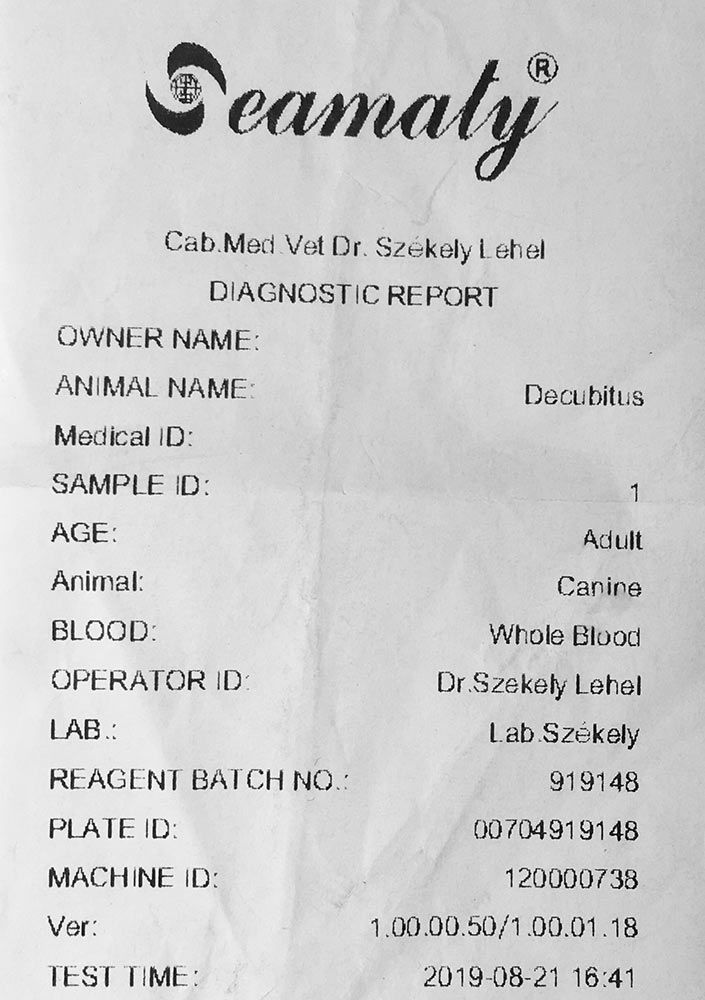 Seamaty®
Cab.Med.Vet Dr. Székely Lehel
DIAGNOSTIC REPORT
OWNER NAME:
ANIMAL NAME: Decubitus
Medical ID:
SAMPLE ID: 1
AGE: Adult
Animal: Canine
BLOOD: Whole Blood
OPERATOR ID: Dr.Szekely Lehel
LAB.: Lab.Székely
REAGENT BATCH NO.: 919148
PLATE ID: 00704919148
MACHINE ID: 120000738
Ver: 1.00.00.50/1.00.01.18
TEST TIME: 2019-08-21 16:41